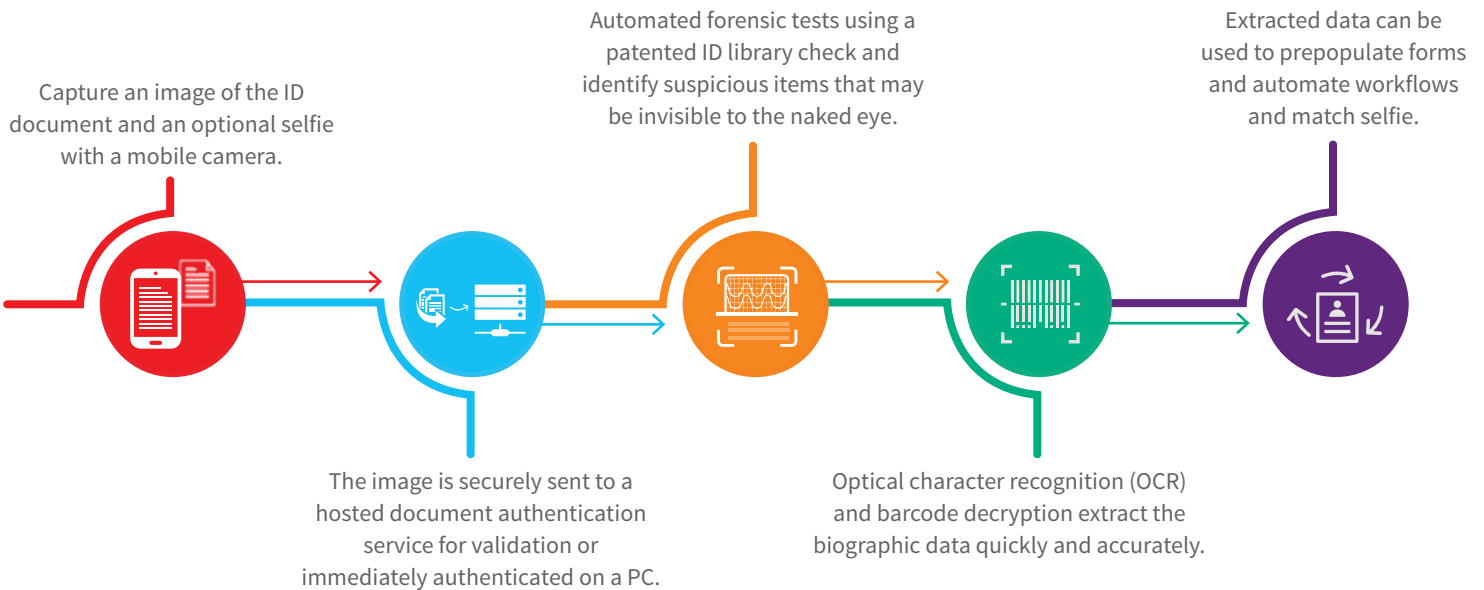 Capture an image of the ID
document and an optional selfie
with a mobile camera.
The image is securely sent to a
hosted document authentication
service for validation or
immediately authenticated on a PC.
Automated forensic tests using a
patented ID library check and
identify suspicious items that may
be invisible to the naked eye.
Optical character recognition (OCR)
and barcode decryption extract the
biographic data quickly and accurately.
Extracted data can be
used to prepopulate forms
and automate workflows
and match selfie.